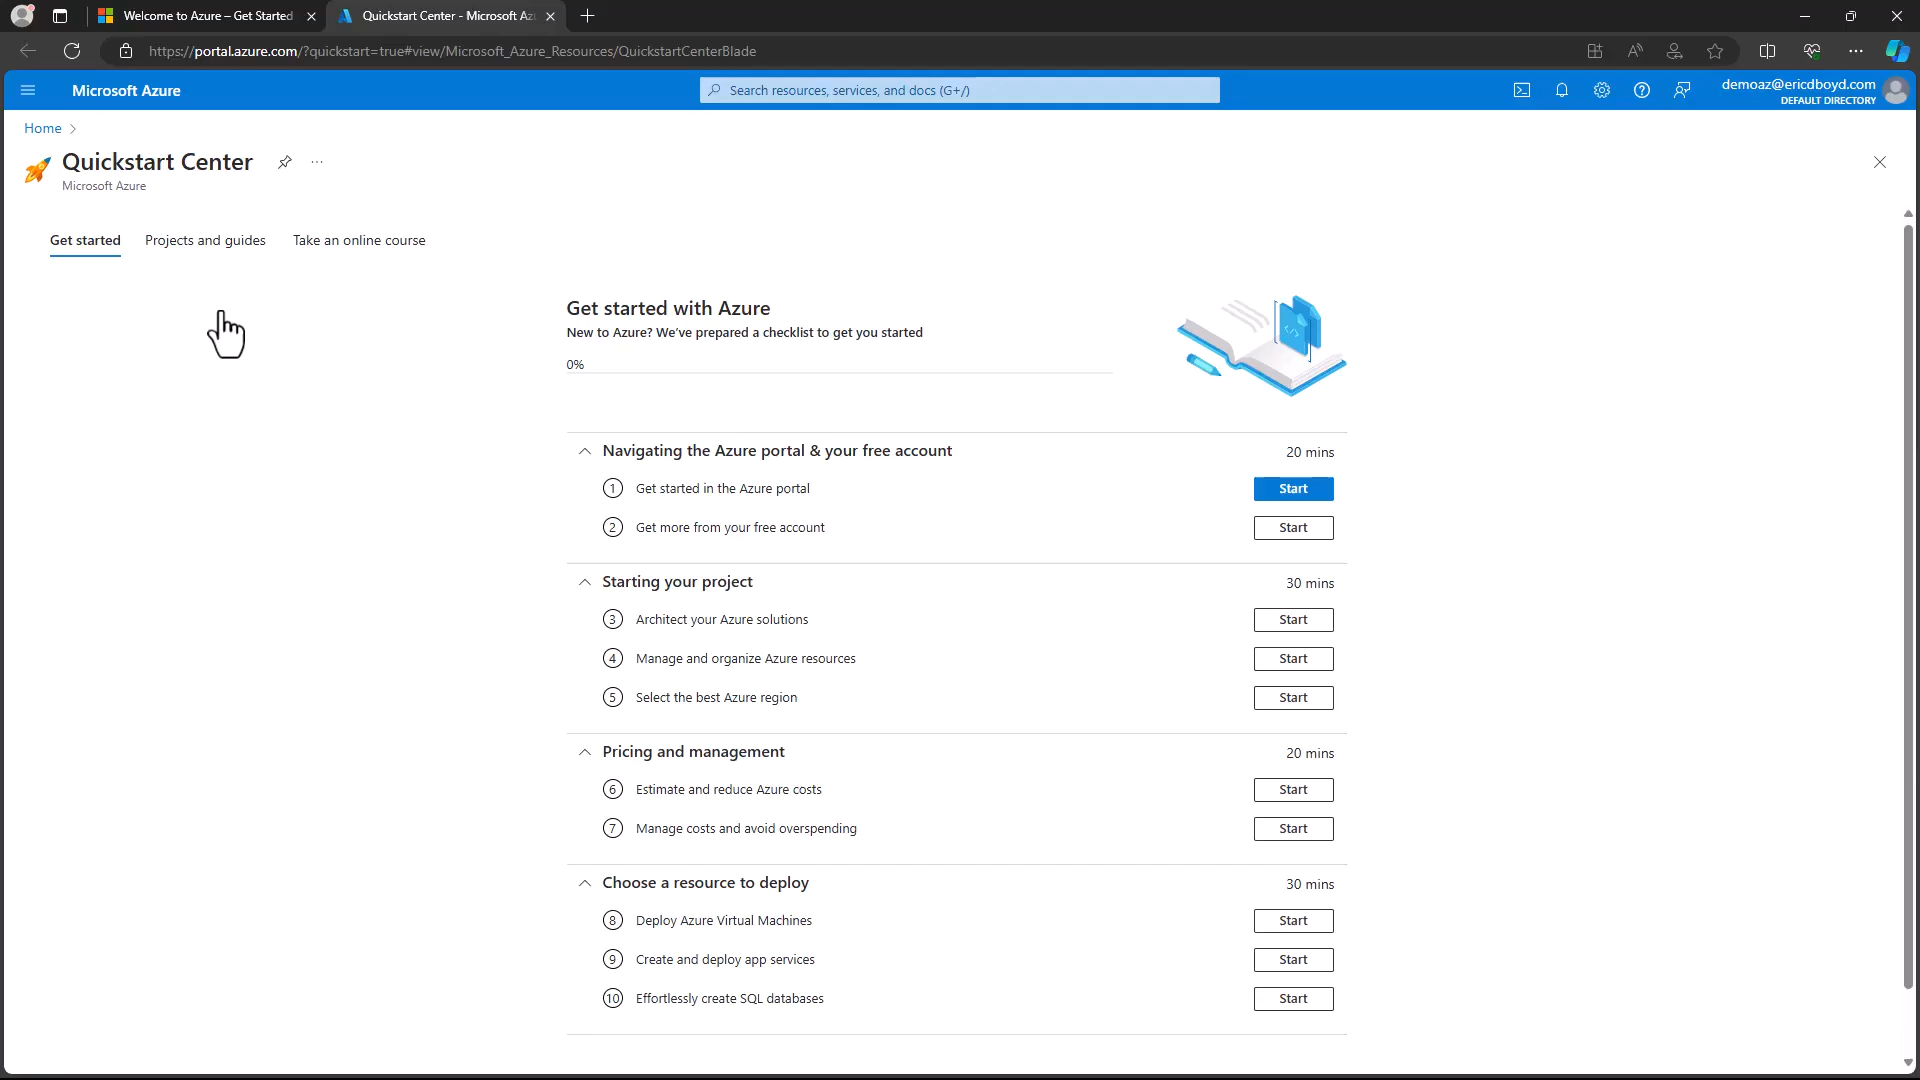 Welcome to Azure – Get Started
Quickstart Center - Microsoft Az
https://portal.azure.com/?quickstart=true#view/Microsoft_Azure_Resources/QuickstartCenterBlade
Microsoft Azure
Search resources, services, and docs (G+/)
demoaz@ericdboyd.com
DEFAULT DIRECTORY
Home
Quickstart Center
Microsoft Azure
Get started
Projects and guides
Take an online course
Get started with Azure
New to Azure? We've prepared a checklist to get you started
0%
Navigating the Azure portal & your free account 20 mins
1 Get started in the Azure portal Start
2 Get more from your free account Start
Starting your project 30 mins
3 Architect your Azure solutions Start
4 Manage and organize Azure resources Start
5 Select the best Azure region Start
Pricing and management 20 mins
6 Estimate and reduce Azure costs Start
7 Manage costs and avoid overspending Start
Choose a resource to deploy 30 mins
8 Deploy Azure Virtual Machines Start
9 Create and deploy app services Start
10 Effortlessly create SQL databases Start